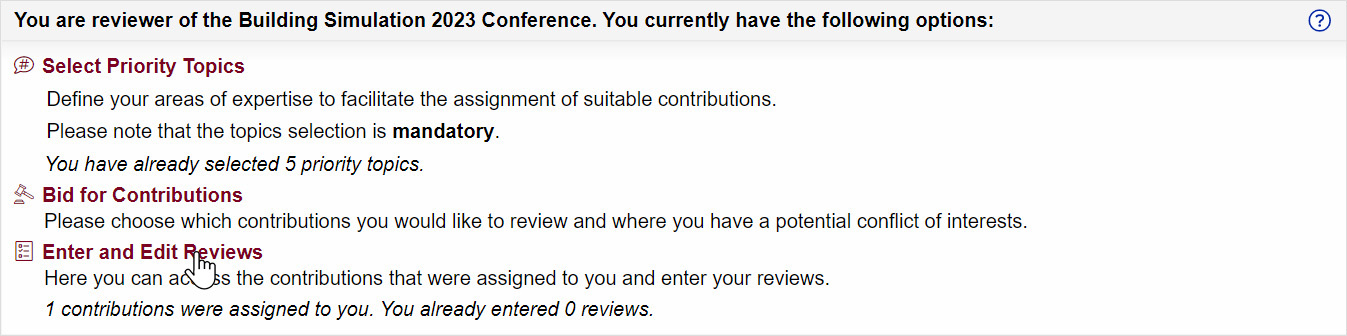 You are reviewer of the Building Simulation 2023 Conference. You currently have the following options:
Select Priority Topics
Define your areas of expertise to facilitate the assignment of suitable contributions.
Please note that the topics selection is mandatory.
You have already selected 5 priority topics.
Bid for Contributions
Please choose which contributions you would like to review and where you have a potential conflict of interests.
Enter and Edit Reviews
Here you can access the contributions that were assigned to you and enter your reviews.
1 contributions were assigned to you. You already entered 0 reviews.